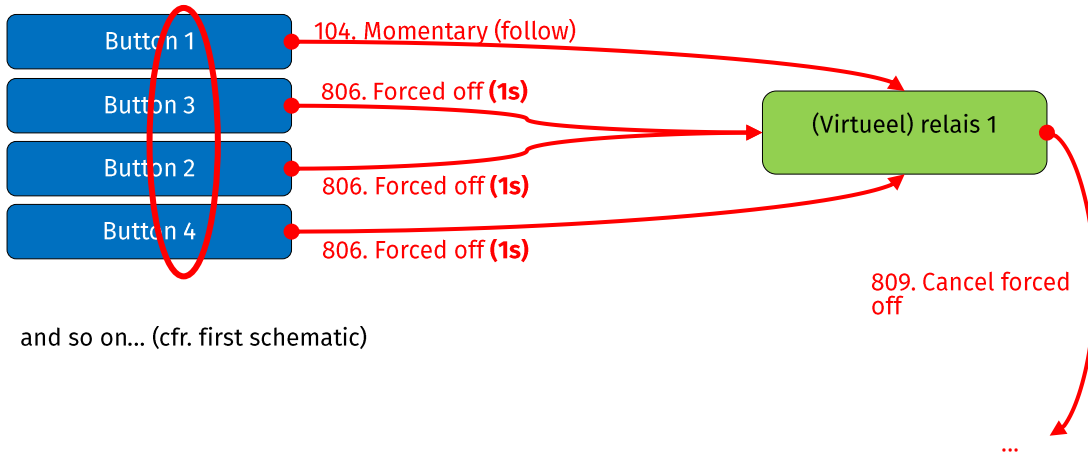 Button 1
104. Momentary (follow)
Button 3
806. Forced off (1s)
(Virtueel) relais 1
Button 2
806. Forced off (1s)
Button 4
806. Forced off (1s)
809. Cancel forced
off
and so on... (cfr. first schematic)
...